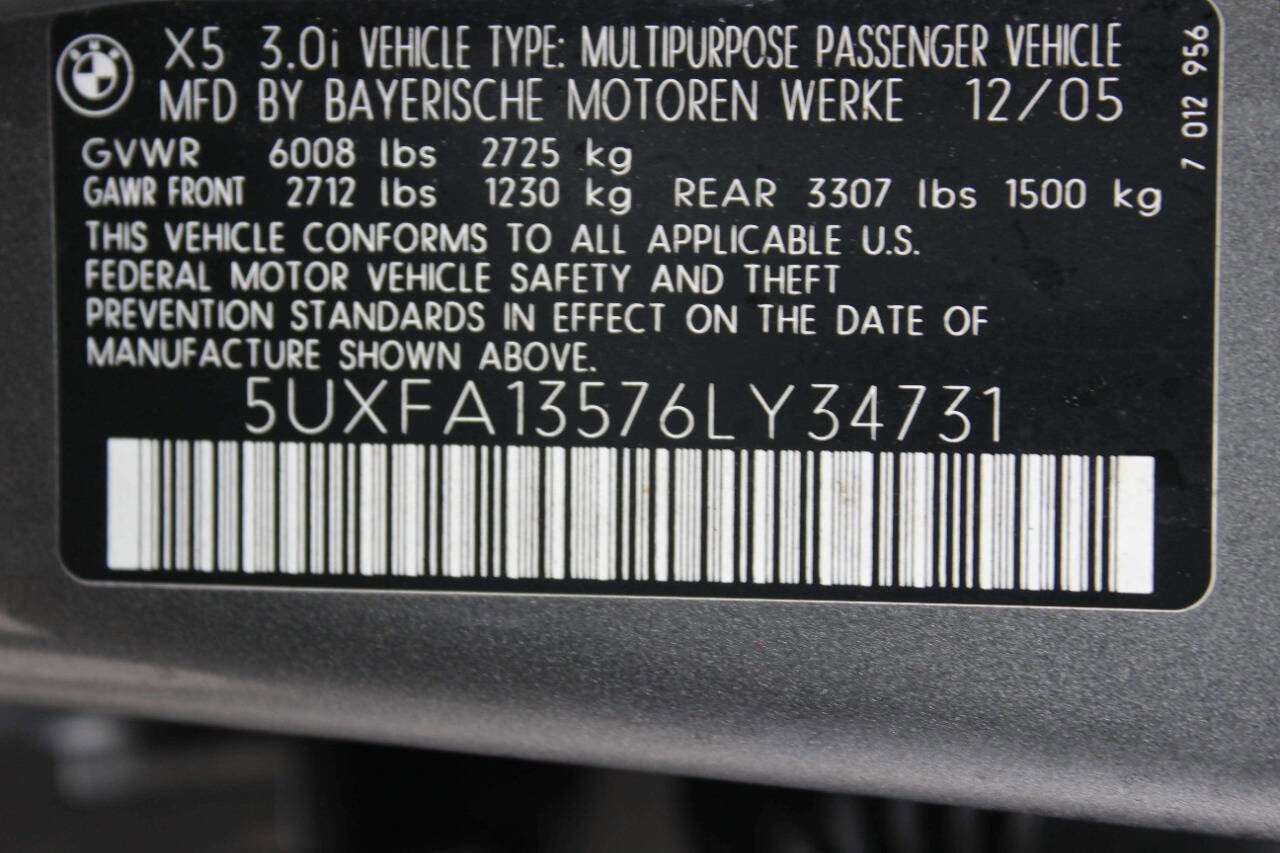 X5 3.0i VEHICLE TYPE: MULTIPURPOSE PASSENGER VEHICLE
MFD BY BAYERISCHE MOTOREN WERKE 12/05
GVWR 6008 lbs 2725 kg
GAWR FRONT 2712 lbs 1230 kg REAR 3307 lbs 1500 kg
THIS VEHICLE CONFORMS TO ALL APPLICABLE U.S.
FEDERAL MOTOR VEHICLE SAFETY AND THEFT
PREVENTION STANDARDS IN EFFECT ON THE DATE OF
MANUFACTURE SHOWN ABOVE.
5UXFA13576LY34731
7 012 956